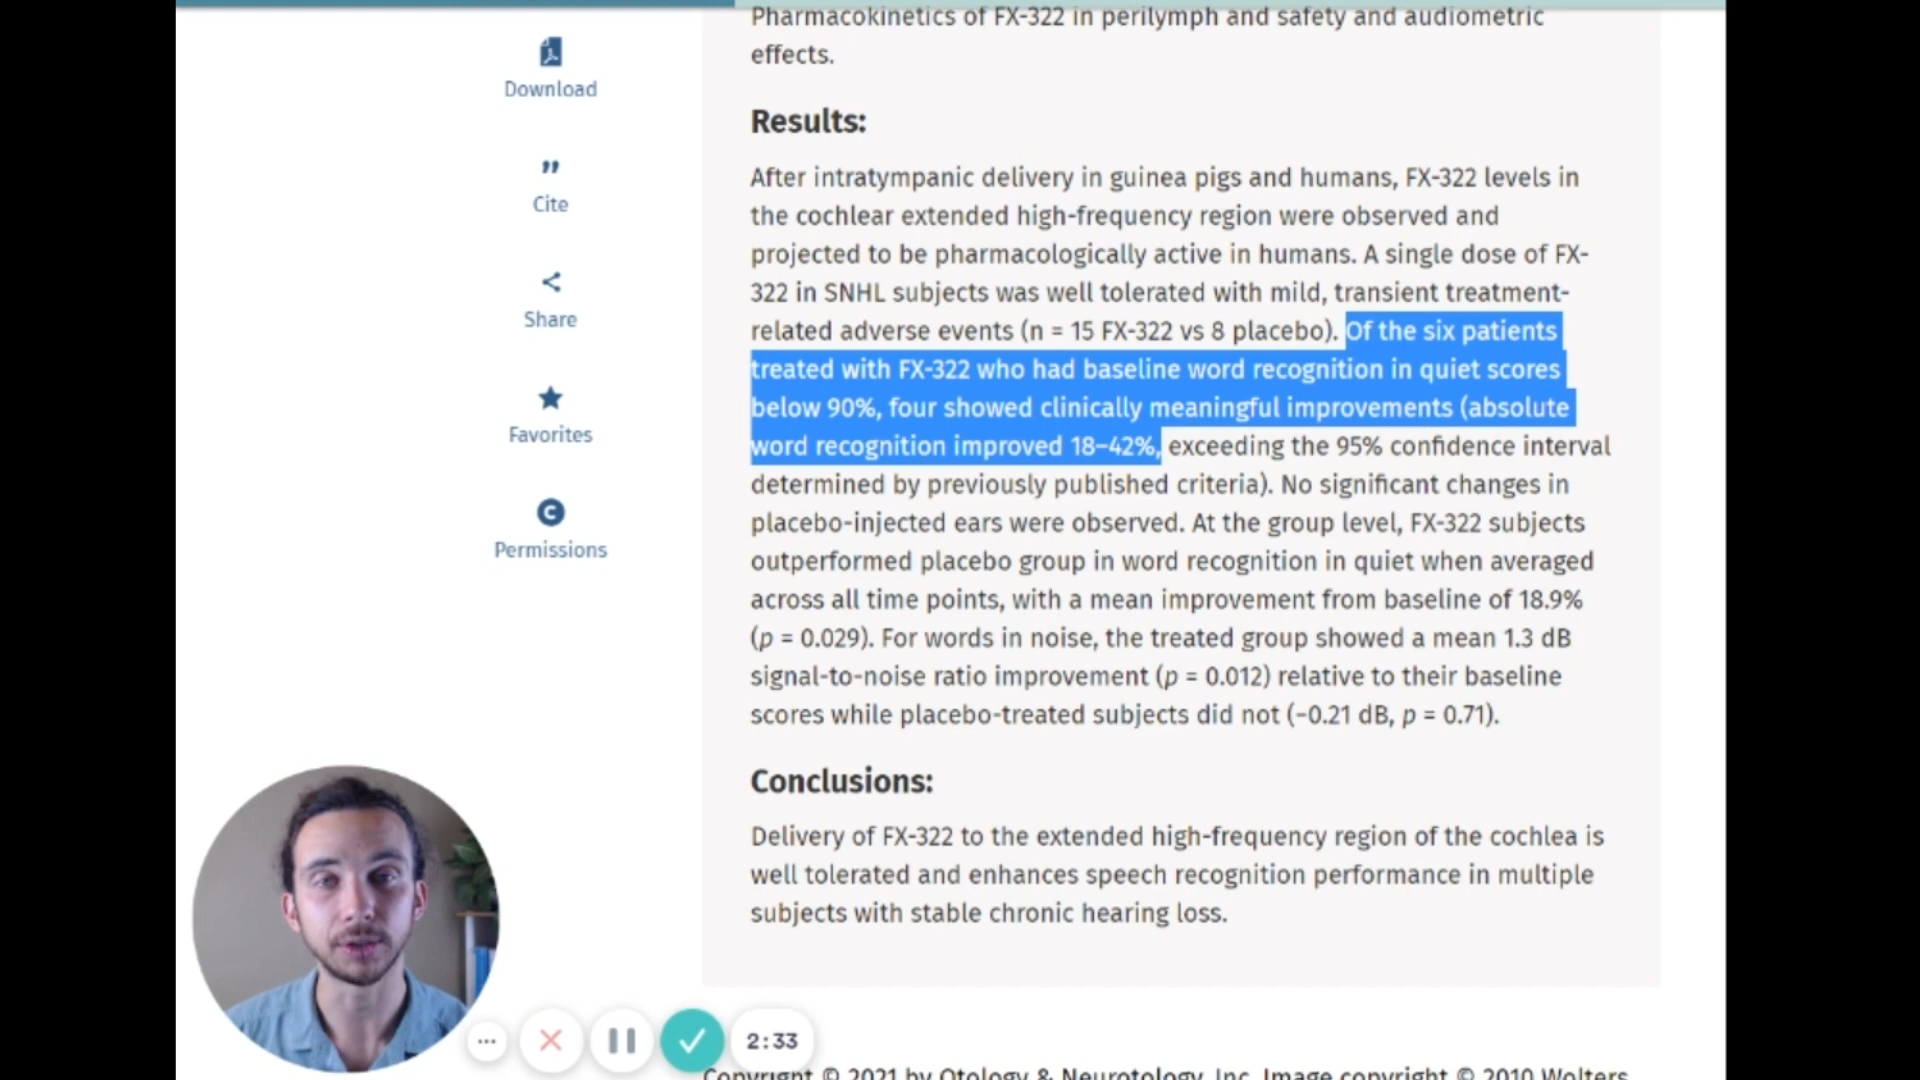 Pharmacokinetics of FX-322 in perilymph and safety and audiometric
effects.
Download
Results:
After intratympanic delivery in guinea pigs and humans, FX-322 levels in
the cochlear extended high-frequency region were observed and
projected to be pharmacologically active in humans. A single dose of FX-
322 in SNHL subjects was well tolerated with mild, transient treatment-
related adverse events (n = 15 FX-322 vs 8 placebo). Of the six patients
treated with FX-322 who had baseline word recognition in quiet scores
below 90%, four showed clinically meaningful improvements (absolute
word recognition improved 18–42%, exceeding the 95% confidence interval
determined by previously published criteria). No significant changes in
placebo-injected ears were observed. At the group level, FX-322 subjects
outperformed placebo group in word recognition in quiet when averaged
across all time points, with a mean improvement from baseline of 18.9%
(p = 0.029). For words in noise, the treated group showed a mean 1.3 dB
signal-to-noise ratio improvement (p = 0.012) relative to their baseline
scores while placebo-treated subjects did not (−0.21 dB, p = 0.71).
Cite
Share
Favorites
Permissions
Conclusions:
Delivery of FX-322 to the extended high-frequency region of the cochlea is
well tolerated and enhances speech recognition performance in multiple
subjects with stable chronic hearing loss.
2:33
Copyright © 2021 by Otology & Neurotology, Inc. Image copyright © 2010 Wolters